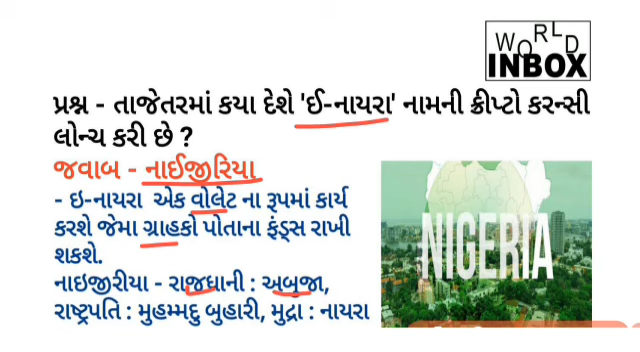 WORLD
INBOX
પ્રશ્ન - તાજેતરમાં કયા દેશે 'ઈ-નાયરા' નામની ક્રીપ્ટો કરન્સી
લોન્ચ કરી છે ?
જવાબ - નાઈજીરિયા
- ઇ-નાયરા એક વોલેટ ના રૂપમાં કાર્ય
કરશે જેમા ગ્રાહકો પોતાના ફંડ્સ રાખી
શકશે.
નાઇજીરીયા - રાજધાની : અબુજા,
રાષ્ટ્રપતિ : મુહમ્મદુ બુહારી, મુદ્રા : નાયરા
NIGERIA